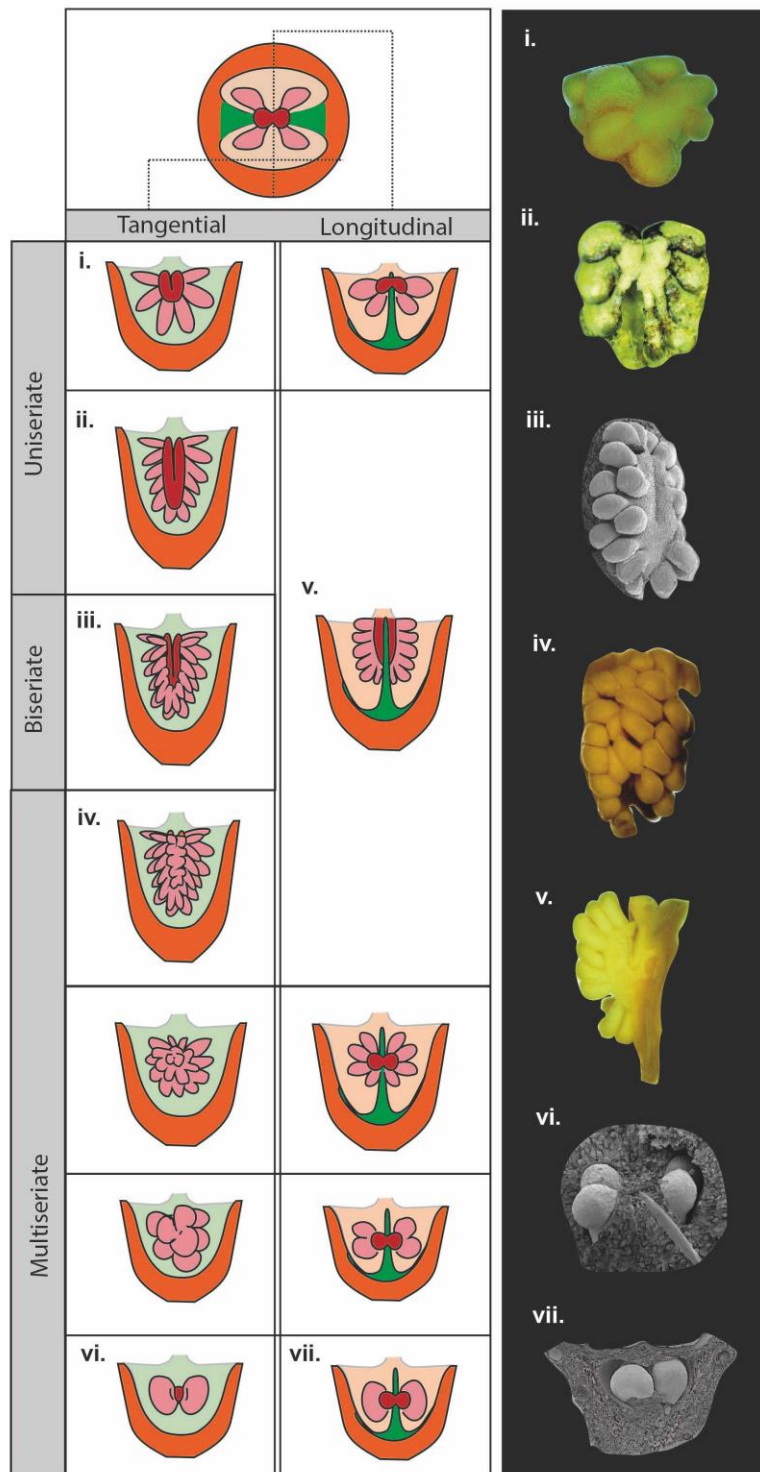 Tangential
Longitudinal
Uniseriate
i.
ii.
Biseriate
iii.
v.
Multiseriate
iv.
vi.
vii.
i.
ii.
iii.
iv.
v.
vi.
vii.